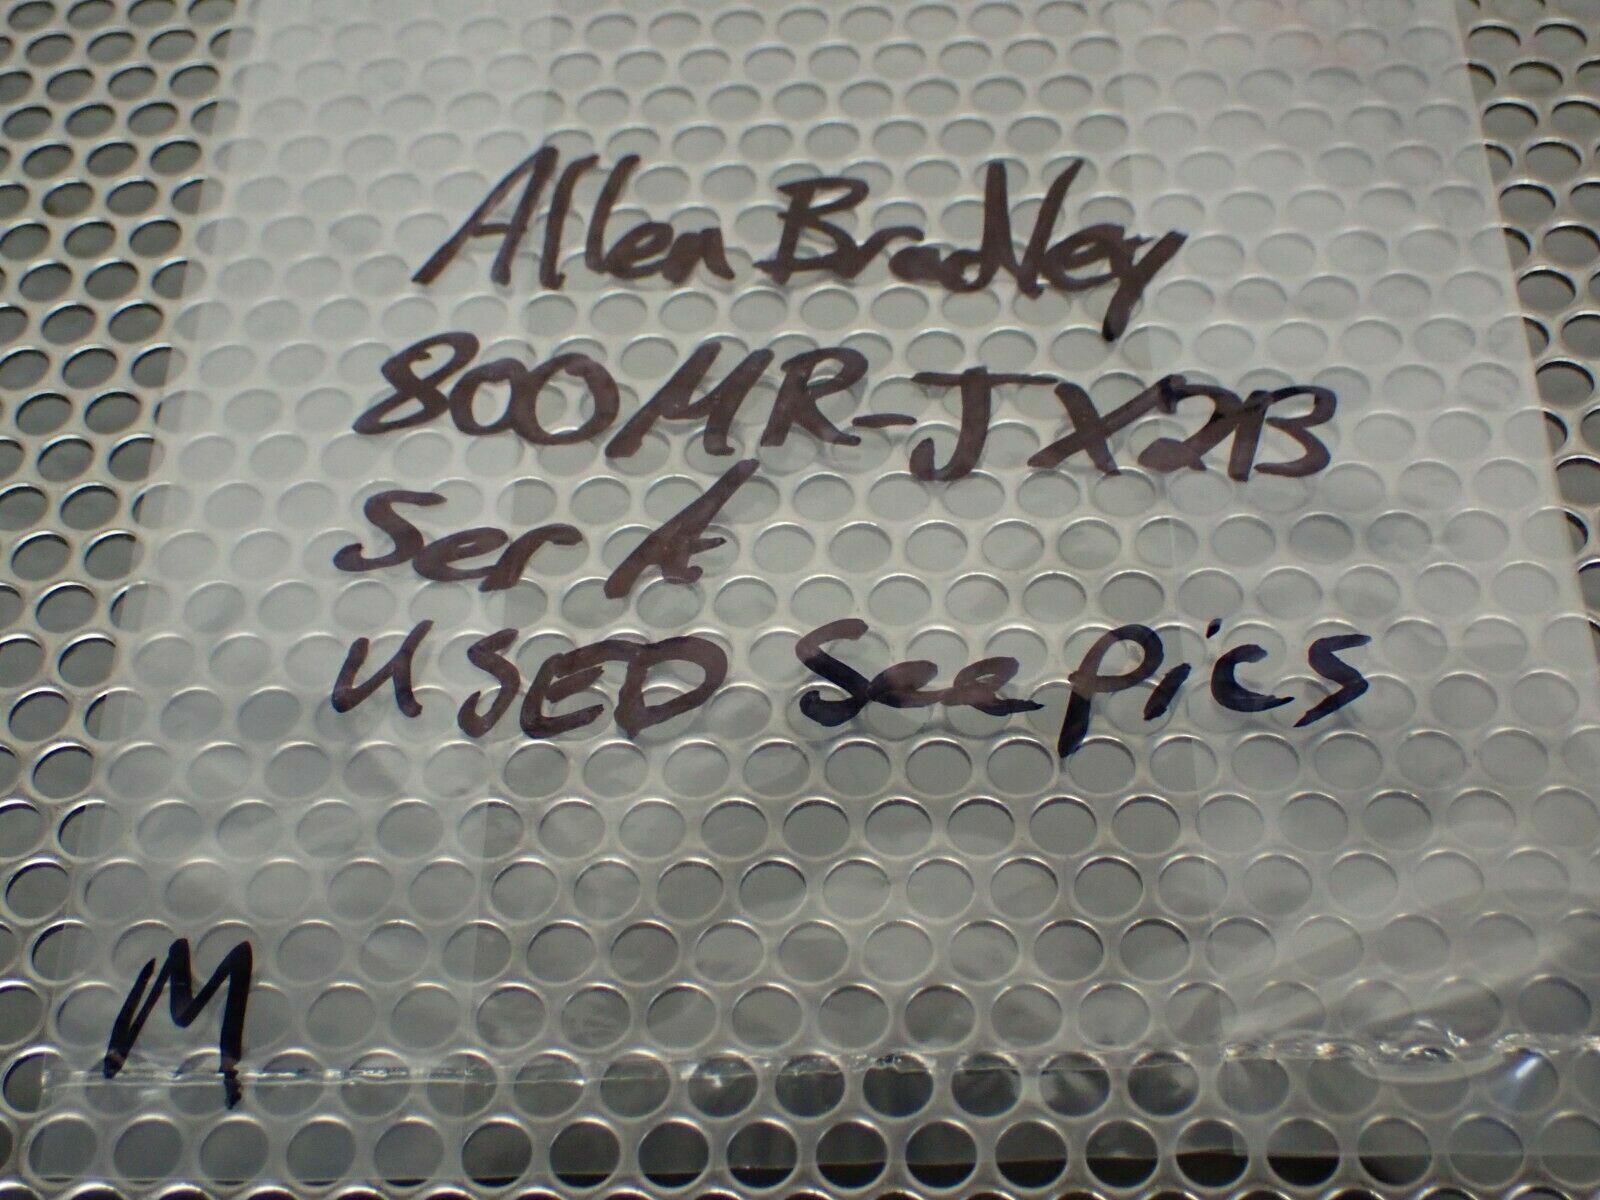 Allen Bradley
800MR-JX2B
Ser A
USED See pics
M